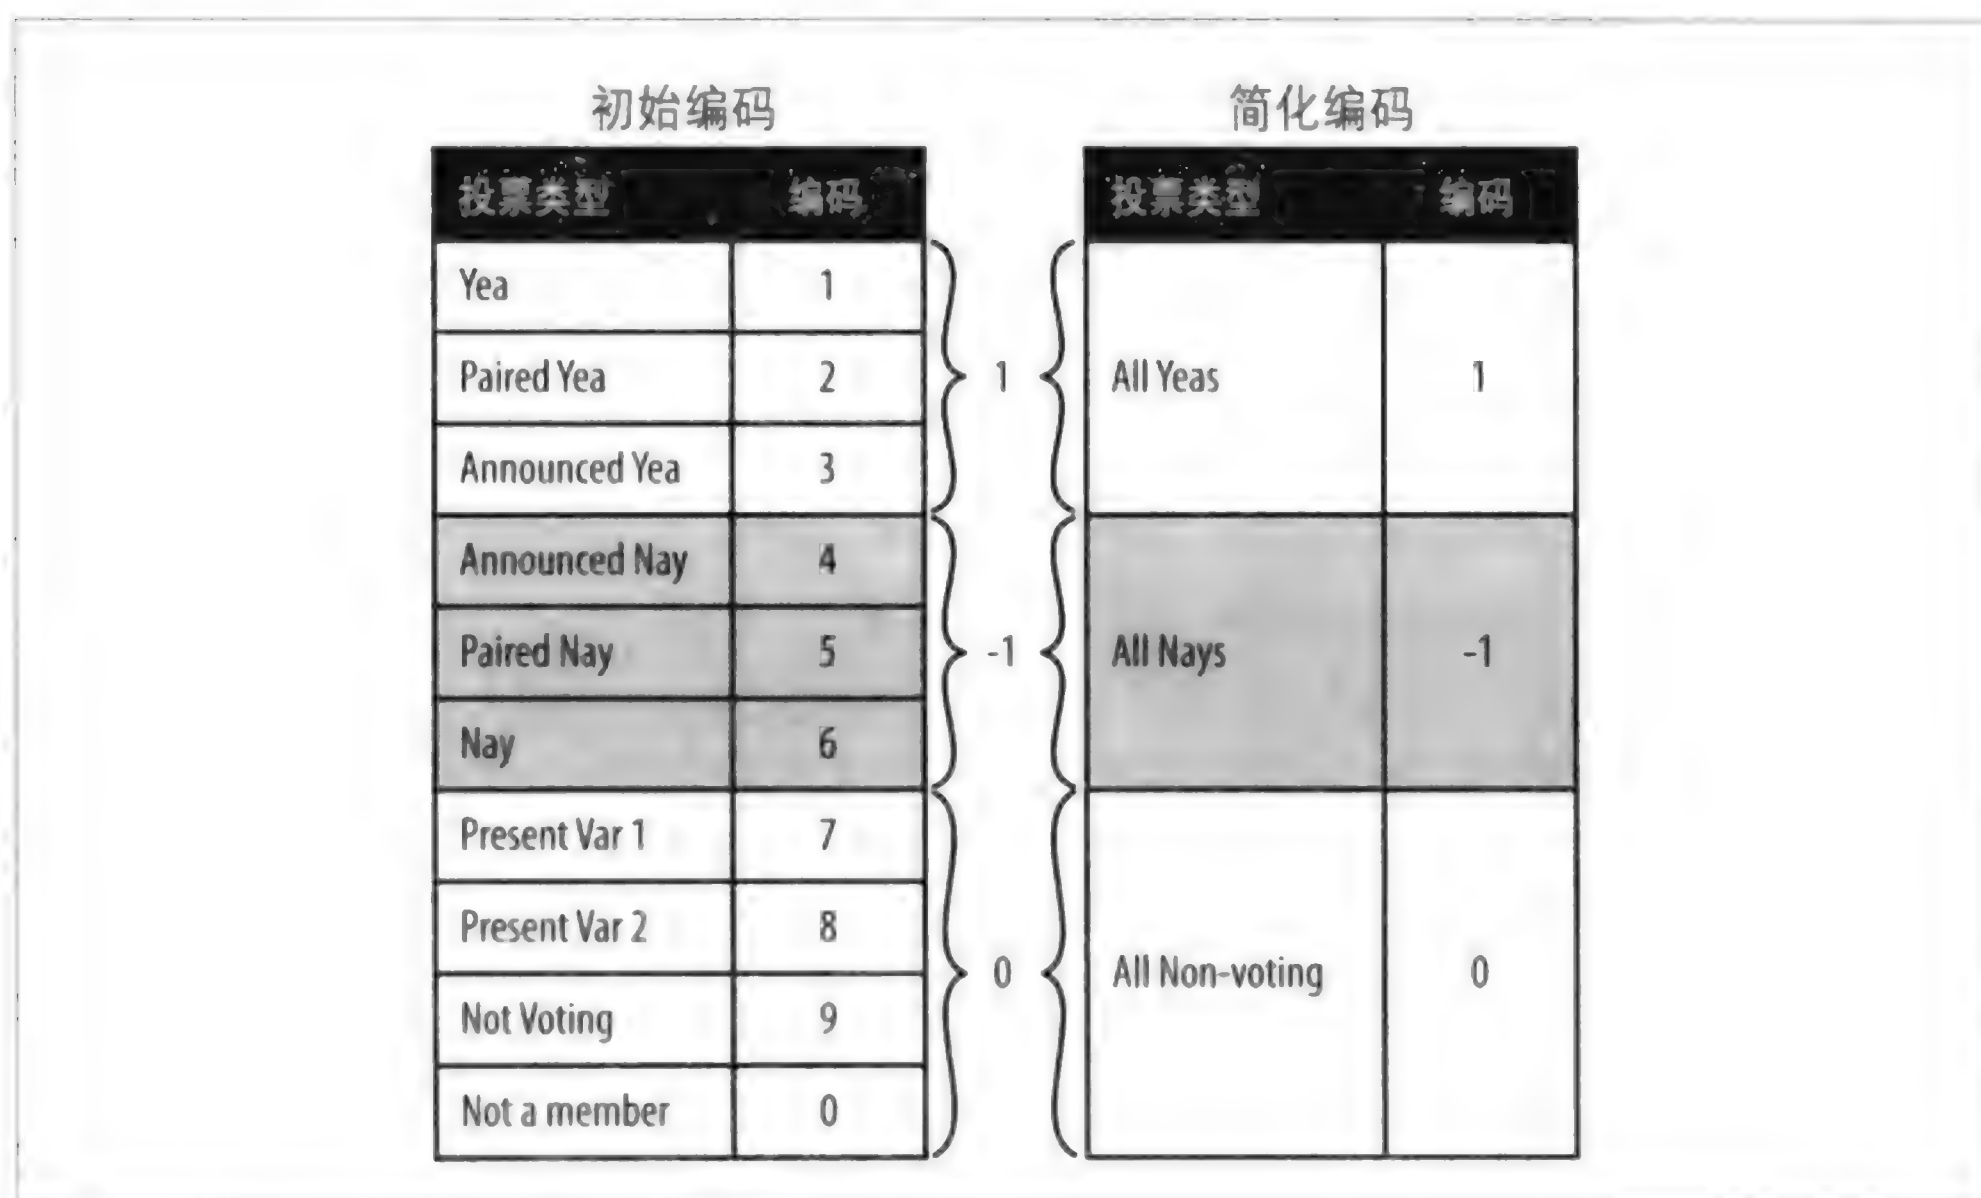 初始编码
投票类型 编码
Yea 1
Paired Yea 2
Announced Yea 3
Announced Nay 4
Paired Nay 5
Nay 6
Present Var 1 7
Present Var 2 8
Not Voting 9
Not a member 0
1
-1
0
简化编码
投票类型 编码
All Yeas 1
All Nays -1
All Non-voting 0